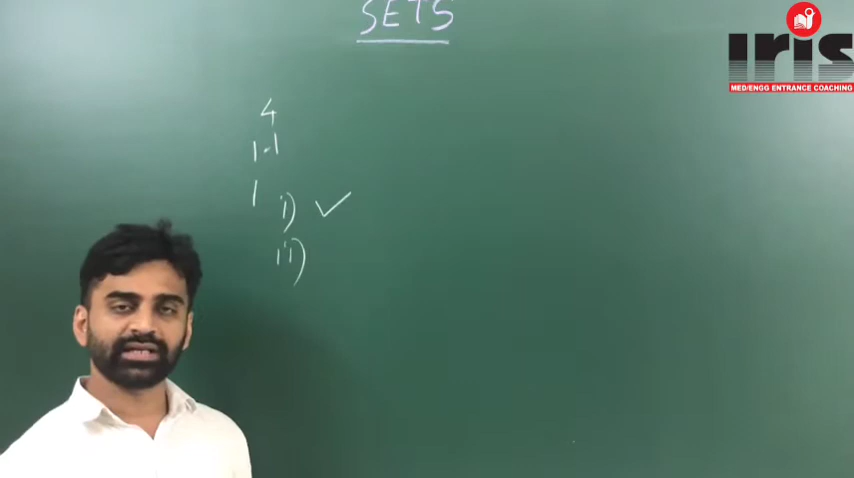 SETS
iris
MED/ENGG ENTRANCE COACHING
4
1.1
1
i) ✓
ii)